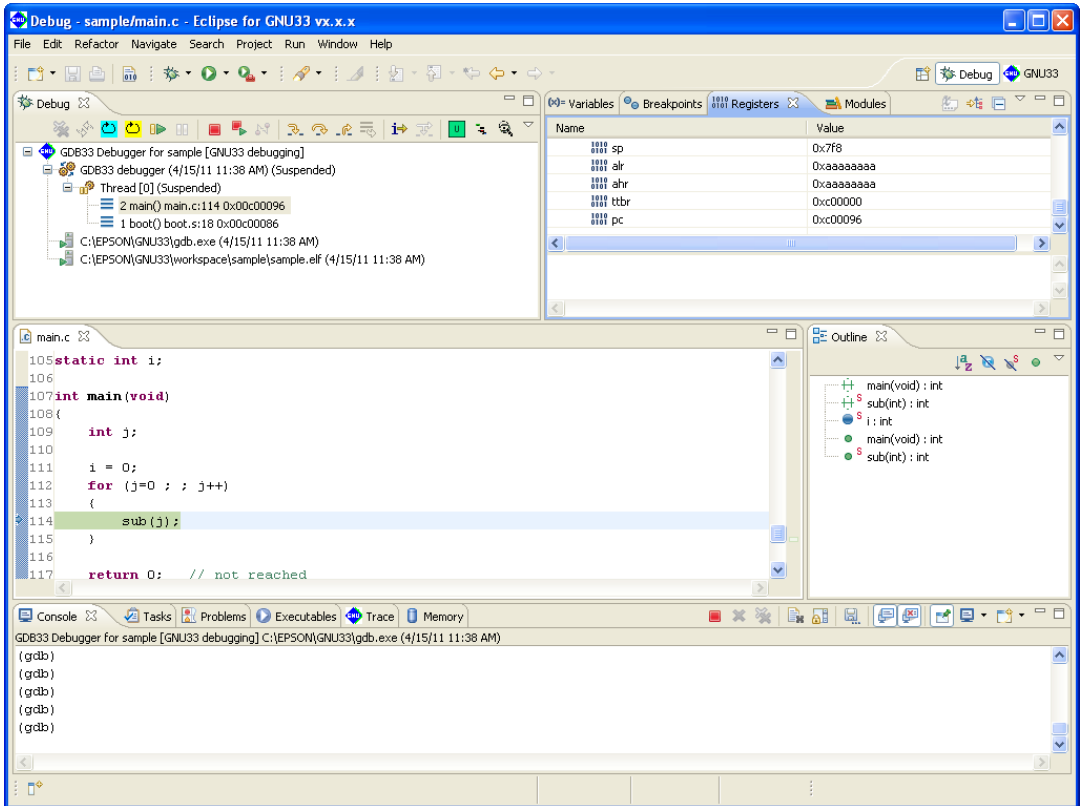 Debug - sample/main.c - Eclipse for GNU33 vx.x.x
File Edit Refactor Navigate Search Project Run Window Help
Debug GNU33
Debug
GDB33 Debugger for sample [GNU33 debugging]
GDB33 debugger (4/15/11 11:38 AM) (Suspended)
Thread [0] (Suspended)
2 main() main.c:114 0x00c00096
1 boot() boot.s:18 0x00c00086
C:\EPSON\GNU33\gdb.exe (4/15/11 11:38 AM)
C:\EPSON\GNU33\workspace\sample\sample.elf (4/15/11 11:38 AM)
(x)= Variables Breakpoints Registers Modules
Name Value
sp 0x7f8
alr 0xaaaaaaaa
ahr 0xaaaaaaaa
ttbr 0xc00000
pc 0xc00096
main.c
105 static int i;
106
107 int main(void)
108 {
109 int j;
110
111 i = 0;
112 for (j=0 ; ; j++)
113 {
114 sub(j);
115 }
116
117 return 0; // not reached
Outline
main(void) : int
sub(int) : int
i : int
main(void) : int
sub(int) : int
Console Tasks Problems Executables Trace Memory
GDB33 Debugger for sample [GNU33 debugging] C:\EPSON\GNU33\gdb.exe (4/15/11 11:38 AM)
(gdb)
(gdb)
(gdb)
(gdb)
(gdb)